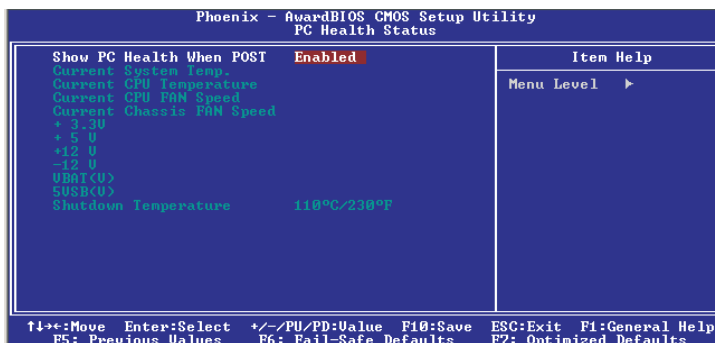 Phoenix - AwardBIOS CMOS Setup Utility
PC Health Status
Show PC Health When POST Enabled
Current System Temp.
Current CPU Temperature
Current CPU FAN Speed
Current Chassis FAN Speed
+ 3.3V
+ 5 V
+12 V
-12 V
VBAT(V)
5VSB(V)
Shutdown Temperature 110ºC/230ºF
Item Help
Menu Level ►
↑↓→←:Move Enter:Select +/-/PU/PD:Value F10:Save ESC:Exit F1:General Help
F5: Previous Values F6: Fail-Safe Defaults F7: Optimized Defaults